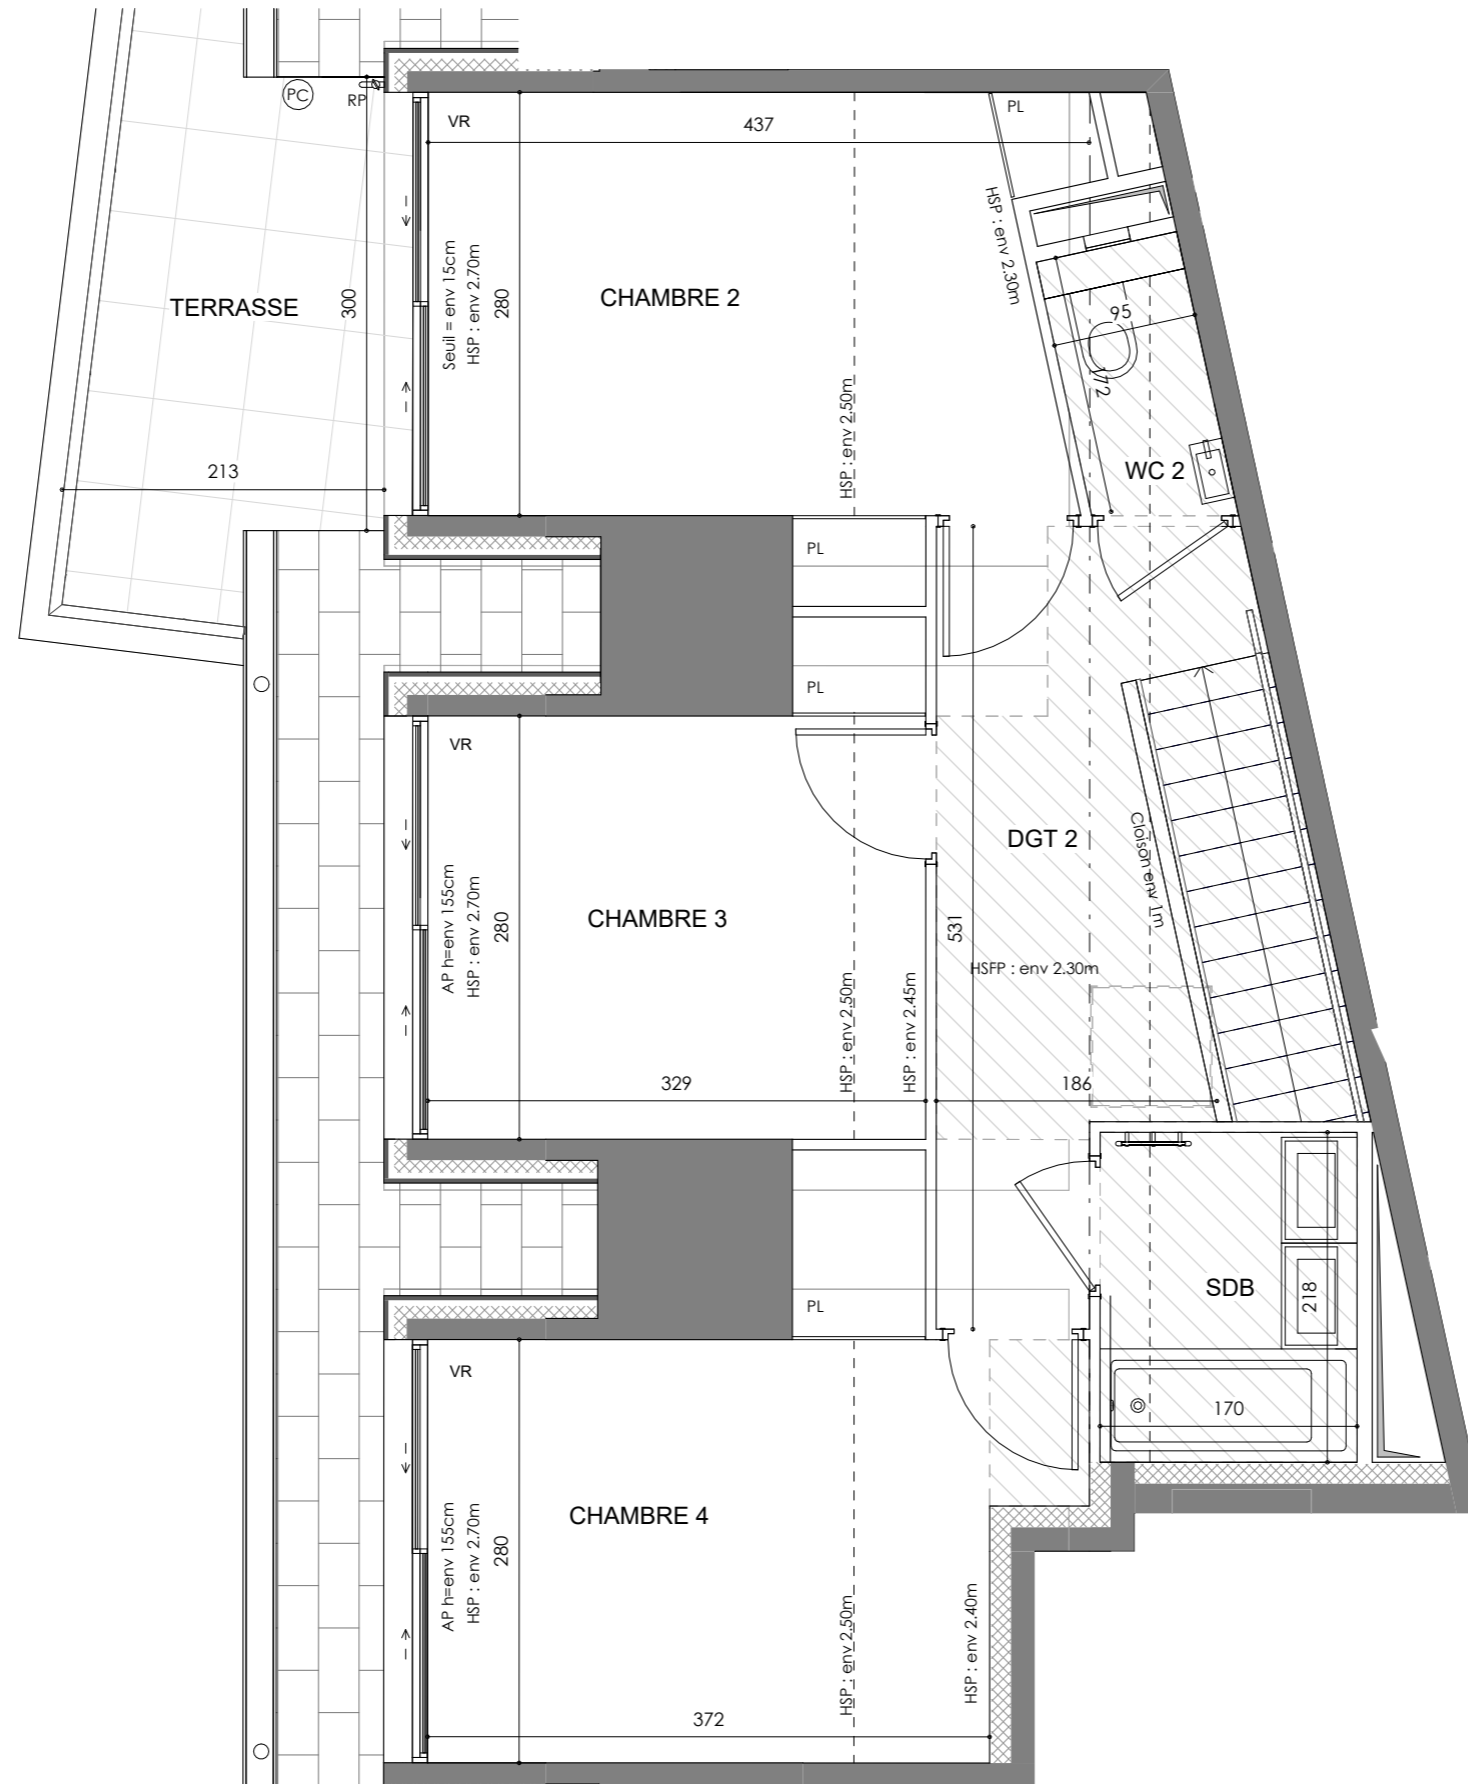 PC
RP
VR
437
PL
TERRASSE
300
213
Seuil = env 15cm
HSP : env 2.70m
280
CHAMBRE 2
HSP : env 2.50m
HSP : env 2.30m
95
172
WC 2
PL
PL
VR
AP h=env 155cm
HSP : env 2.70m
280
CHAMBRE 3
HSP : env 2.50m
HSP : env 2.45m
329
531
DGT 2
HSFP : env 2.30m
Cloison env 1m
186
PL
SDB
218
170
VR
AP h=env 155cm
HSP : env 2.70m
280
CHAMBRE 4
HSP : env 2.50m
HSP : env 2.40m
372